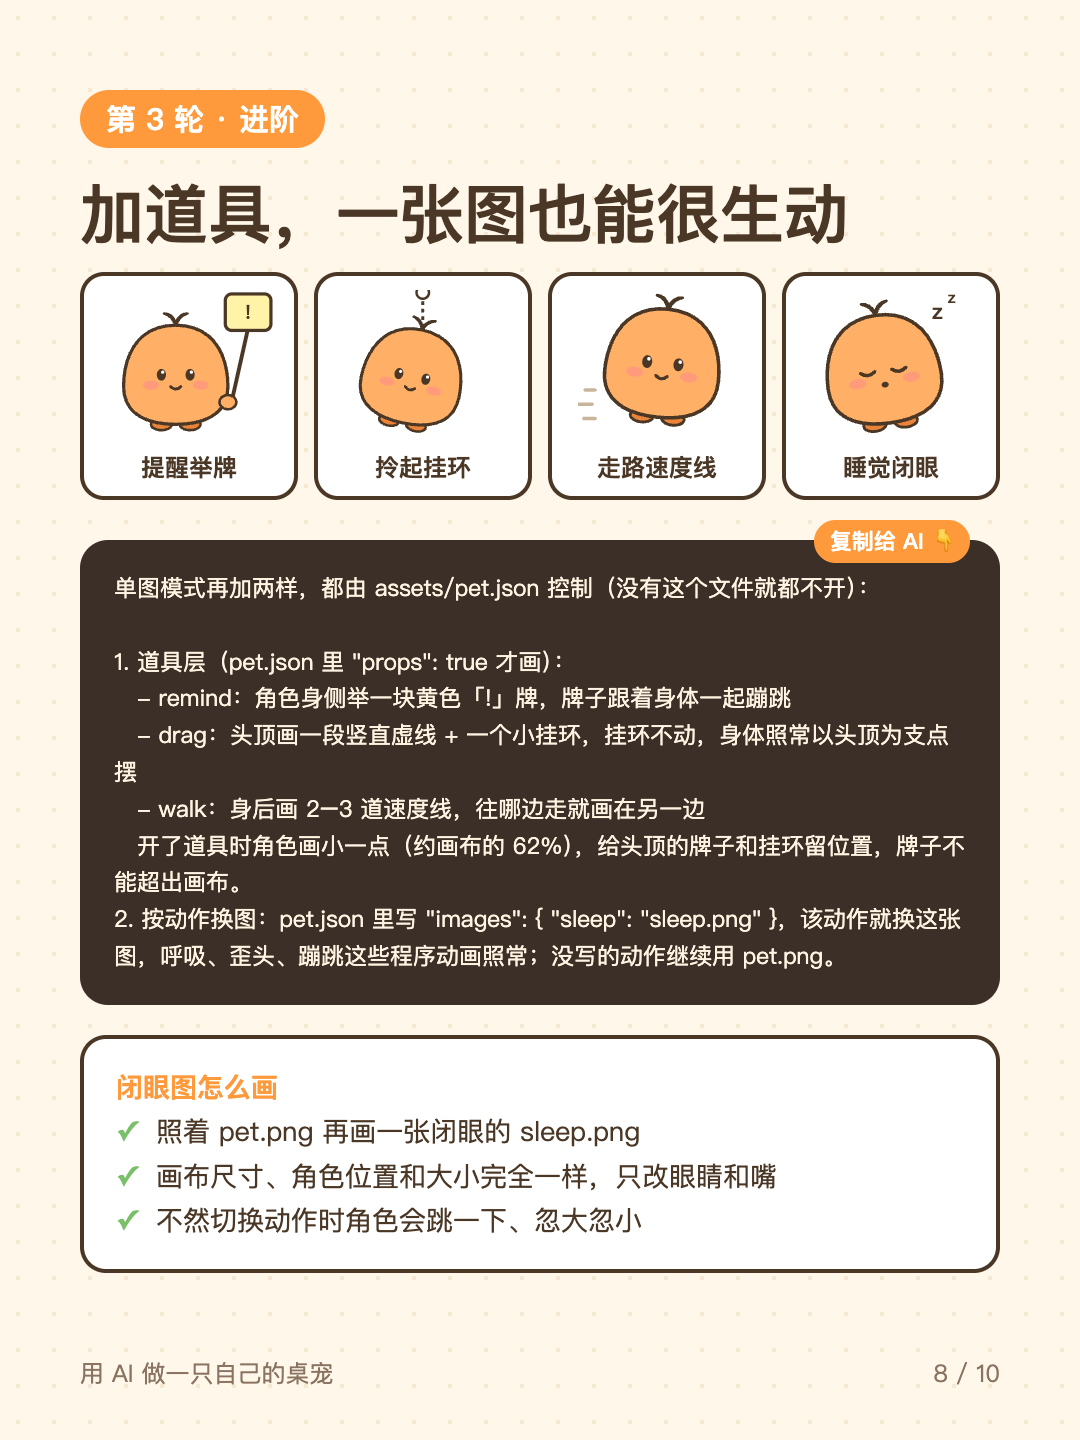 第 3 轮 · 进阶
加道具，一张图也能很生动
!
z
z
提醒举牌
拎起挂环
走路速度线
睡觉闭眼
复制给 AI 👇
单图模式再加两样，都由 assets/pet.json 控制（没有这个文件就都不开）：
1. 道具层（pet.json 里 "props": true 才画）：
– remind：角色身侧举一块黄色「!」牌，牌子跟着身体一起蹦跳
– drag：头顶画一段竖直虚线 + 一个小挂环，挂环不动，身体照常以头顶为支点
摆
– walk：身后画 2–3 道速度线，往哪边走就画在另一边
开了道具时角色画小一点（约画布的 62%），给头顶的牌子和挂环留位置，牌子不
能超出画布。
2. 按动作换图：pet.json 里写 "images": { "sleep": "sleep.png" }，该动作就换这张
图，呼吸、歪头、蹦跳这些程序动画照常；没写的动作继续用 pet.png。
闭眼图怎么画
✓ 照着 pet.png 再画一张闭眼的 sleep.png
✓ 画布尺寸、角色位置和大小完全一样，只改眼睛和嘴
✓ 不然切换动作时角色会跳一下、忽大忽小
用 AI 做一只自己的桌宠
8 / 10